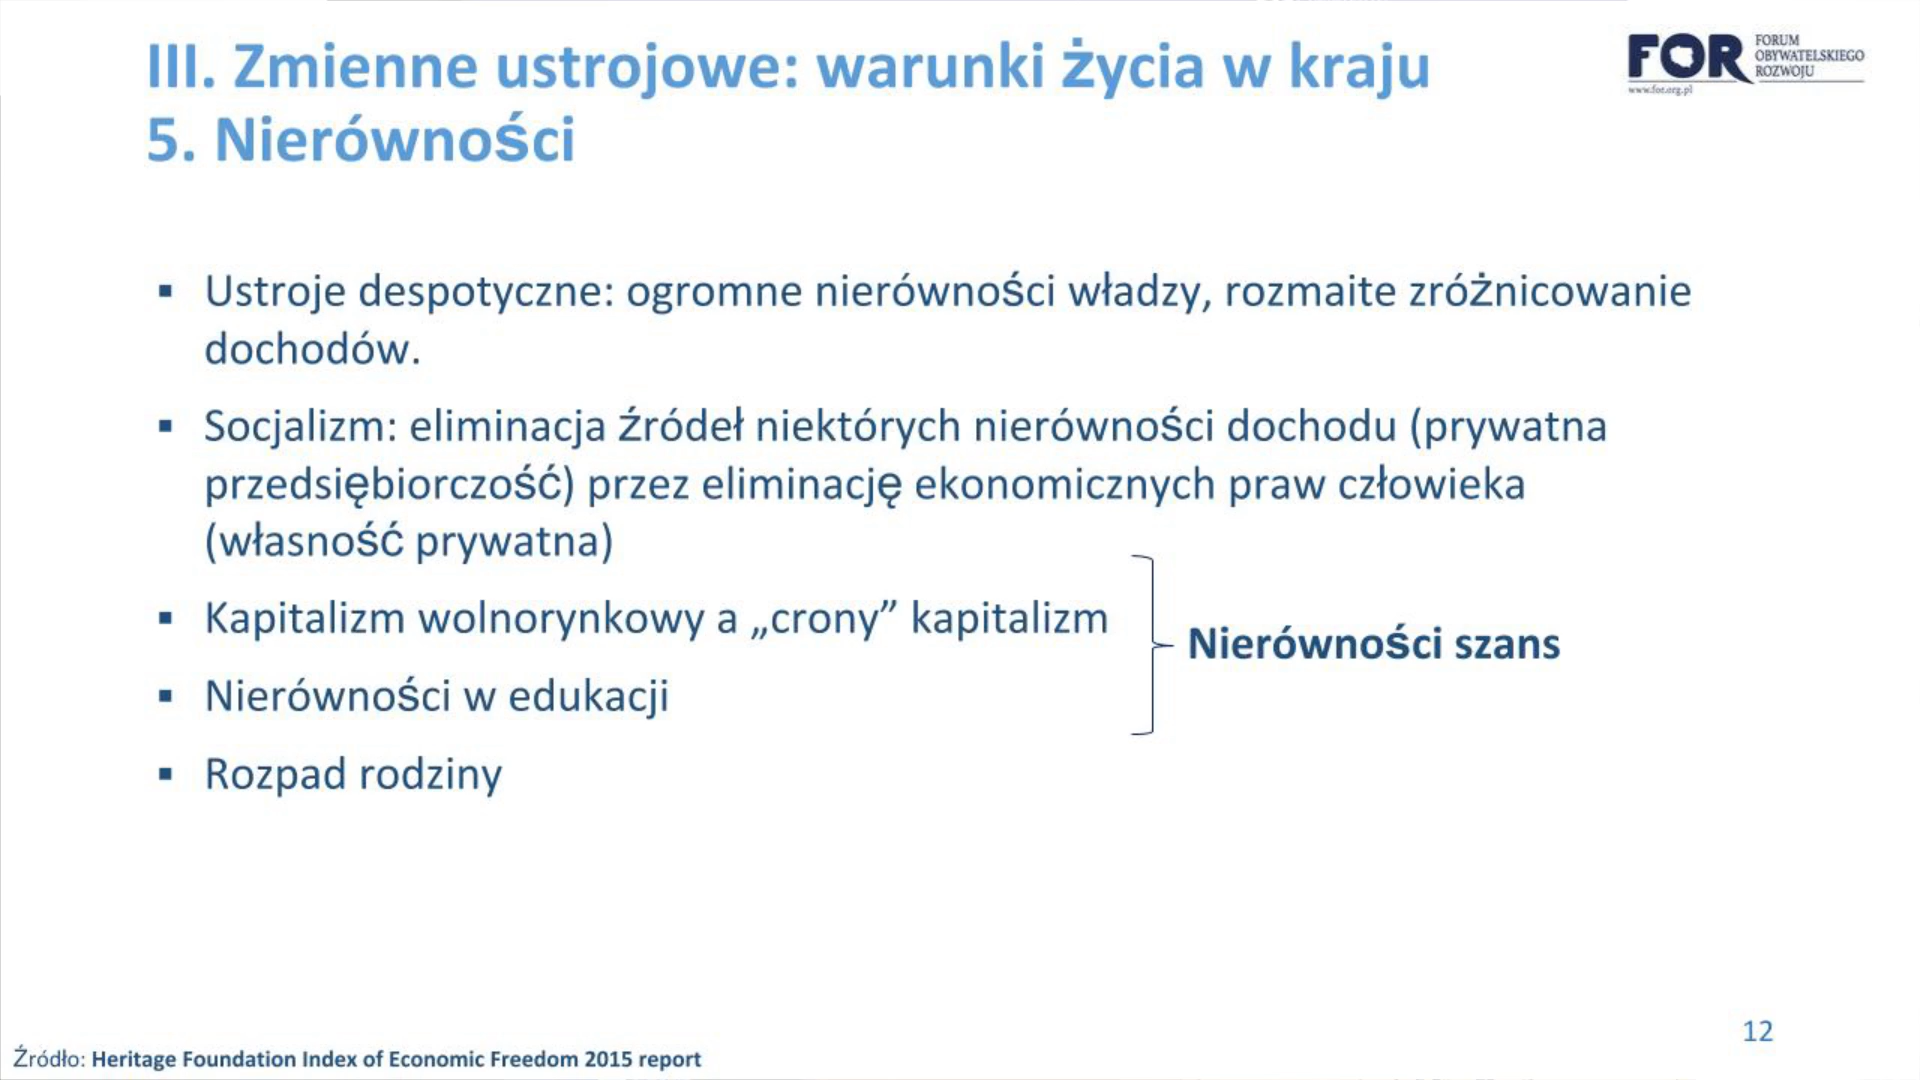 III. Zmienne ustrojowe: warunki życia w kraju
5. Nierówności
FOR
FORUM
OBYWATELSKIEGO
ROZWOJU
www.for.org.pl
▪ Ustroje despotyczne: ogromne nierówności władzy, rozmaite zróżnicowanie
dochodów.
▪ Socjalizm: eliminacja źródeł niektórych nierówności dochodu (prywatna
przedsiębiorczość) przez eliminację ekonomicznych praw człowieka
(własność prywatna)
▪ Kapitalizm wolnorynkowy a „crony” kapitalizm
Nierówności szans
▪ Nierówności w edukacji
▪ Rozpad rodziny
12
Źródło: Heritage Foundation Index of Economic Freedom 2015 report